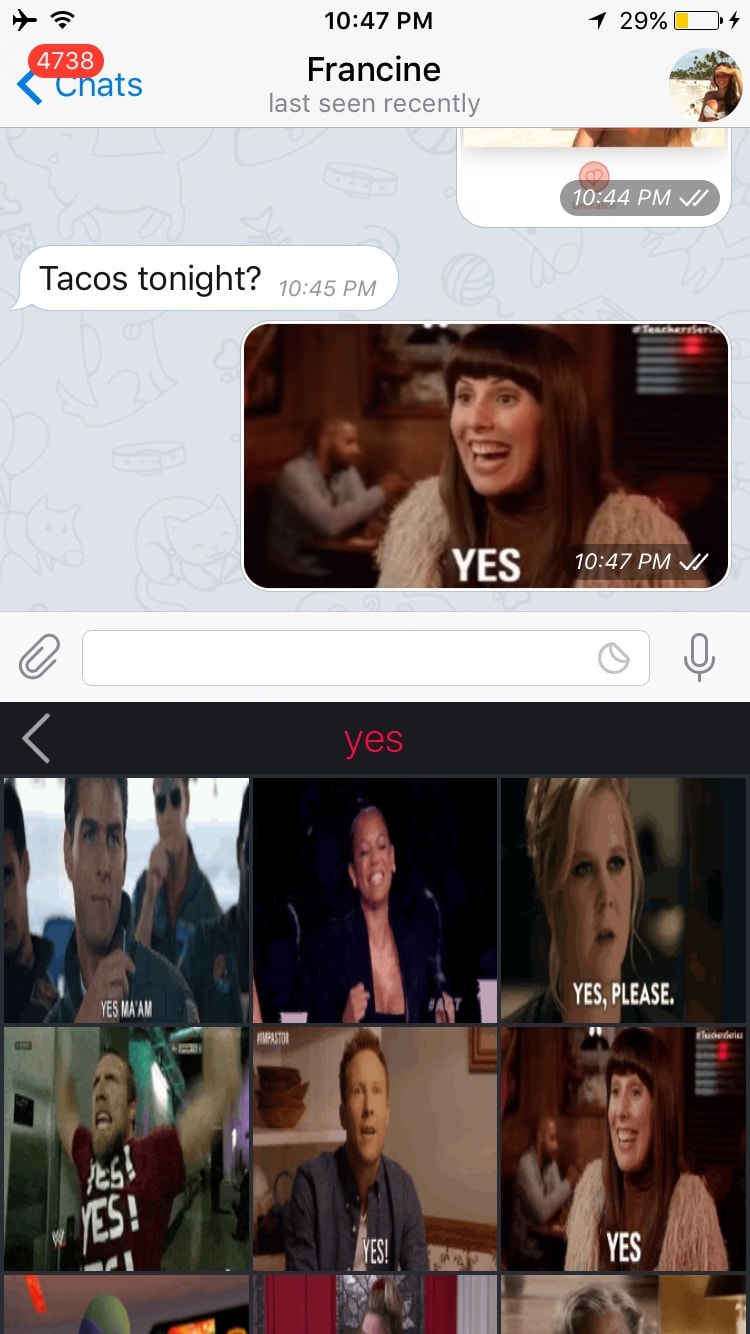 10:47 PM
29%
4738
Chats
Francine
last seen recently
10:44 PM
Tacos tonight?
10:45 PM
#TeachersSeries
YES
10:47 PM
yes
YES MA'AM
YES, PLEASE.
YES!
YES!
W
#IMPASTOR
YES!
#TeachersSeries
YES